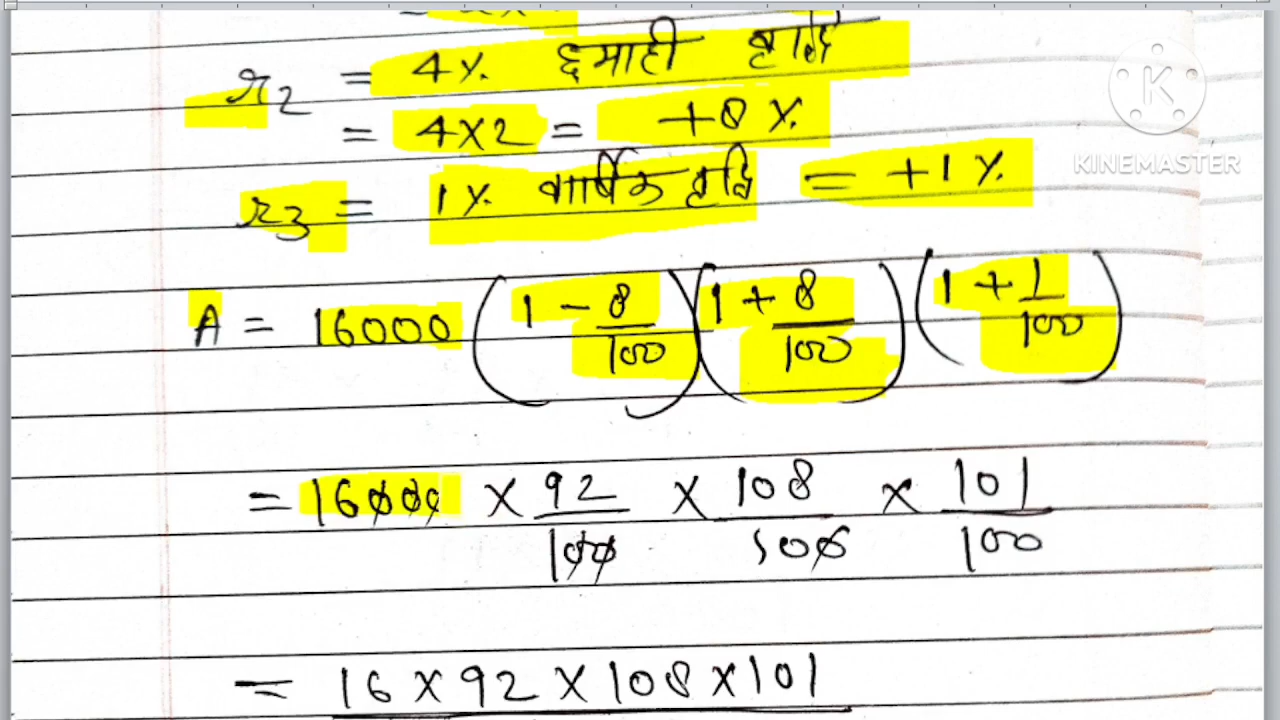 r₂ = 4% छमाही वृद्धि
= 4×2 = +8%
K
KINEMASTER
r₃ = 1% वार्षिक वृद्धि = +1%
A = 16000 (1 - 8/100)(1 + 8/100)(1 + 1/100)
= 16000 × 92/100 × 108/100 × 101/100
= 16×92×108×101